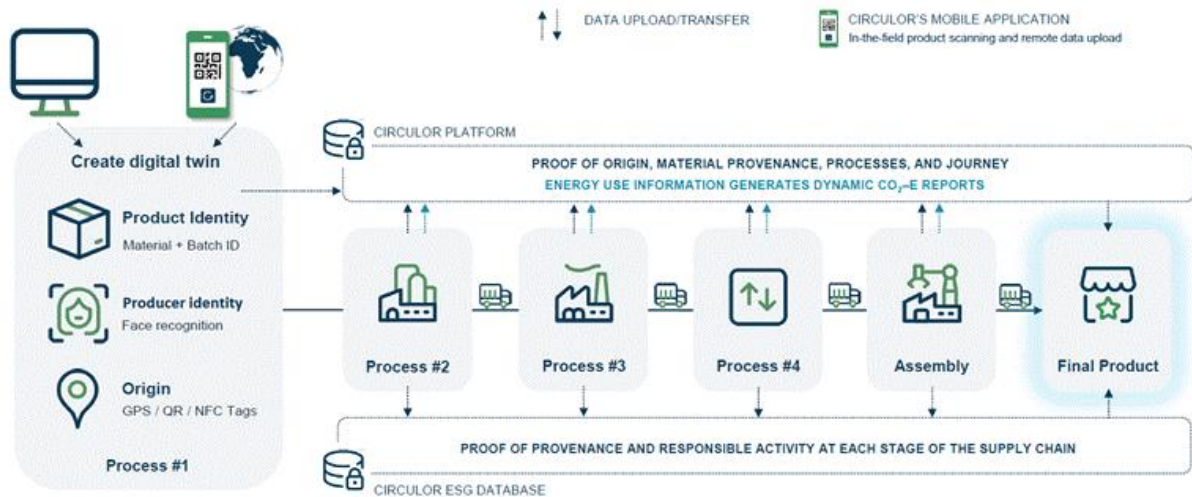 DATA UPLOAD/TRANSFER
CIRCULOR'S MOBILE APPLICATION
In-the-field product scanning and remote data upload
Create digital twin
Product Identity
Material + Batch ID
Producer identity
Face recognition
Origin
GPS / QR / NFC Tags
Process #1
CIRCULOR PLATFORM
PROOF OF ORIGIN, MATERIAL PROVENANCE, PROCESSES, AND JOURNEY
ENERGY USE INFORMATION GENERATES DYNAMIC CO₂–E REPORTS
Process #2
Process #3
Process #4
Assembly
Final Product
PROOF OF PROVENANCE AND RESPONSIBLE ACTIVITY AT EACH STAGE OF THE SUPPLY CHAIN
CIRCULOR ESG DATABASE